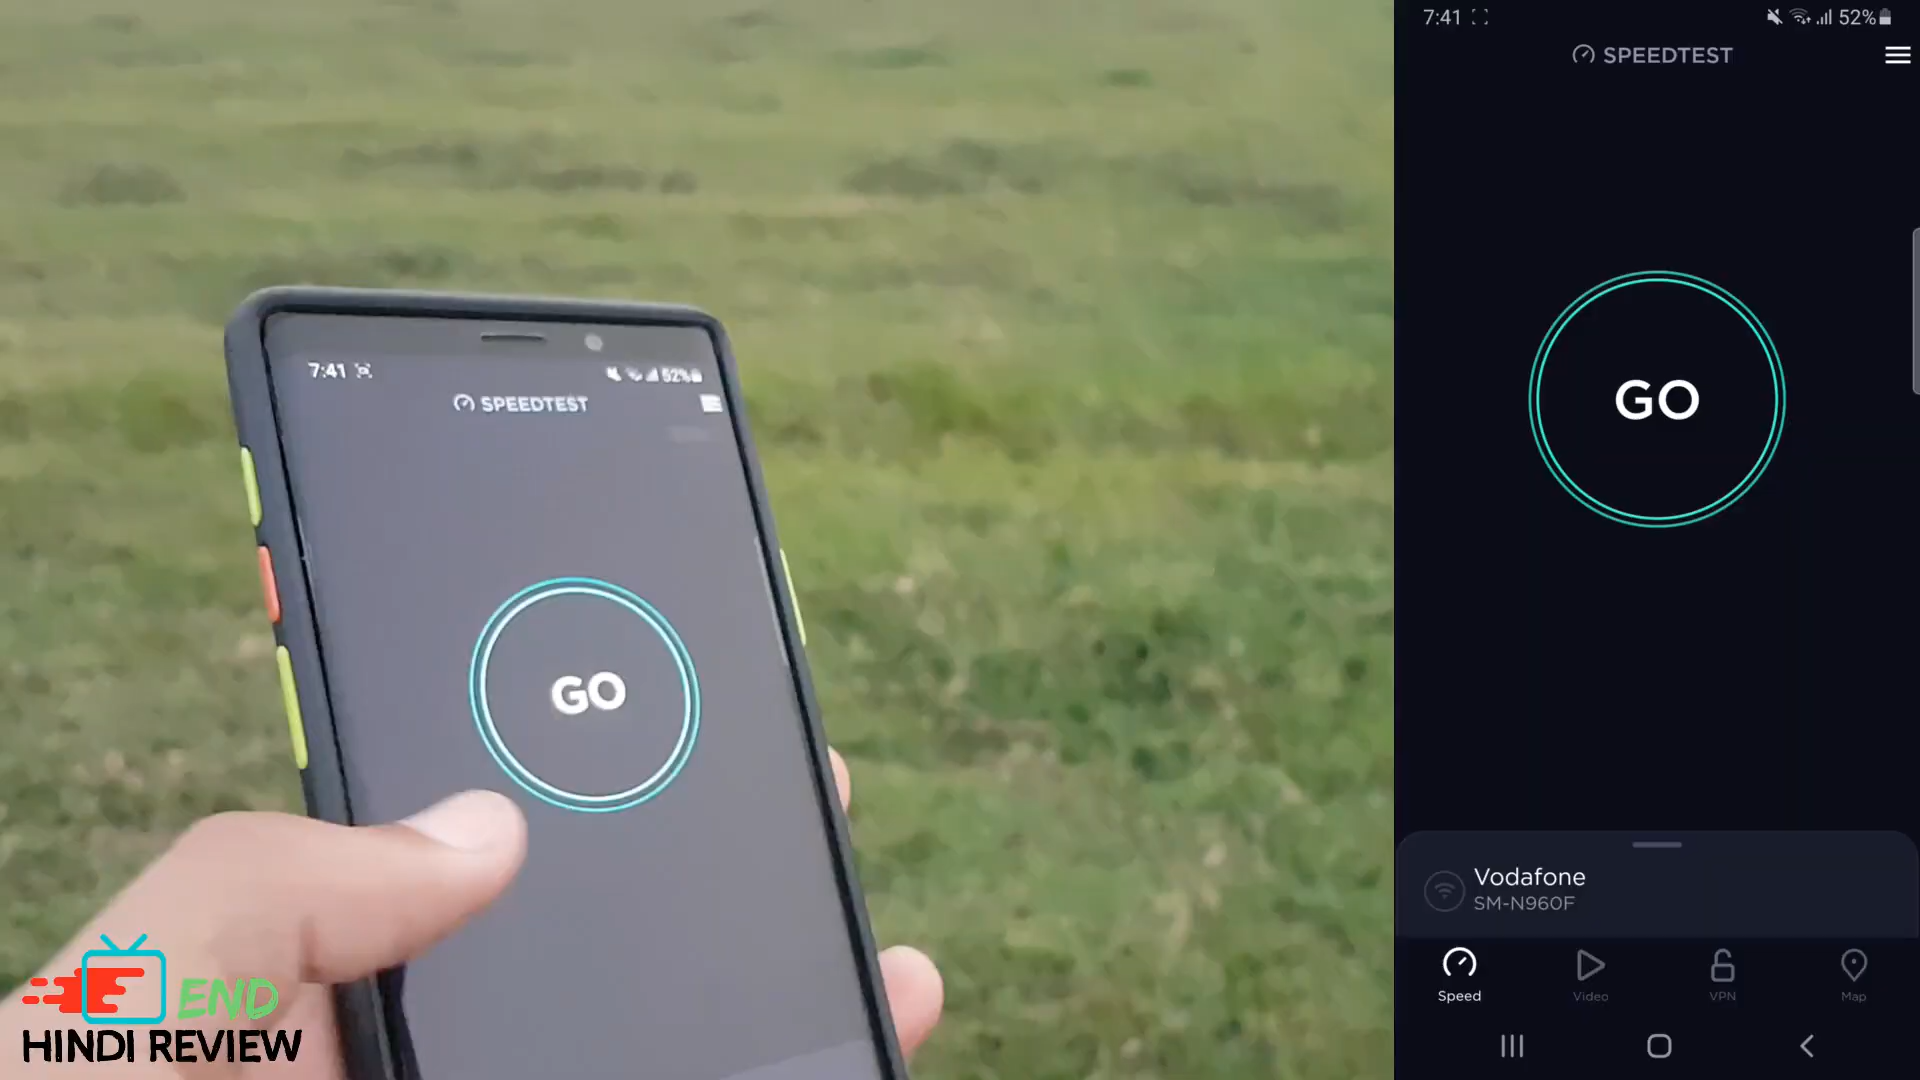 7:41
52%
SPEEDTEST
GO
END
HINDI REVIEW
7:41
52%
SPEEDTEST
GO
Vodafone
SM-N960F
Speed
Video
VPN
Map